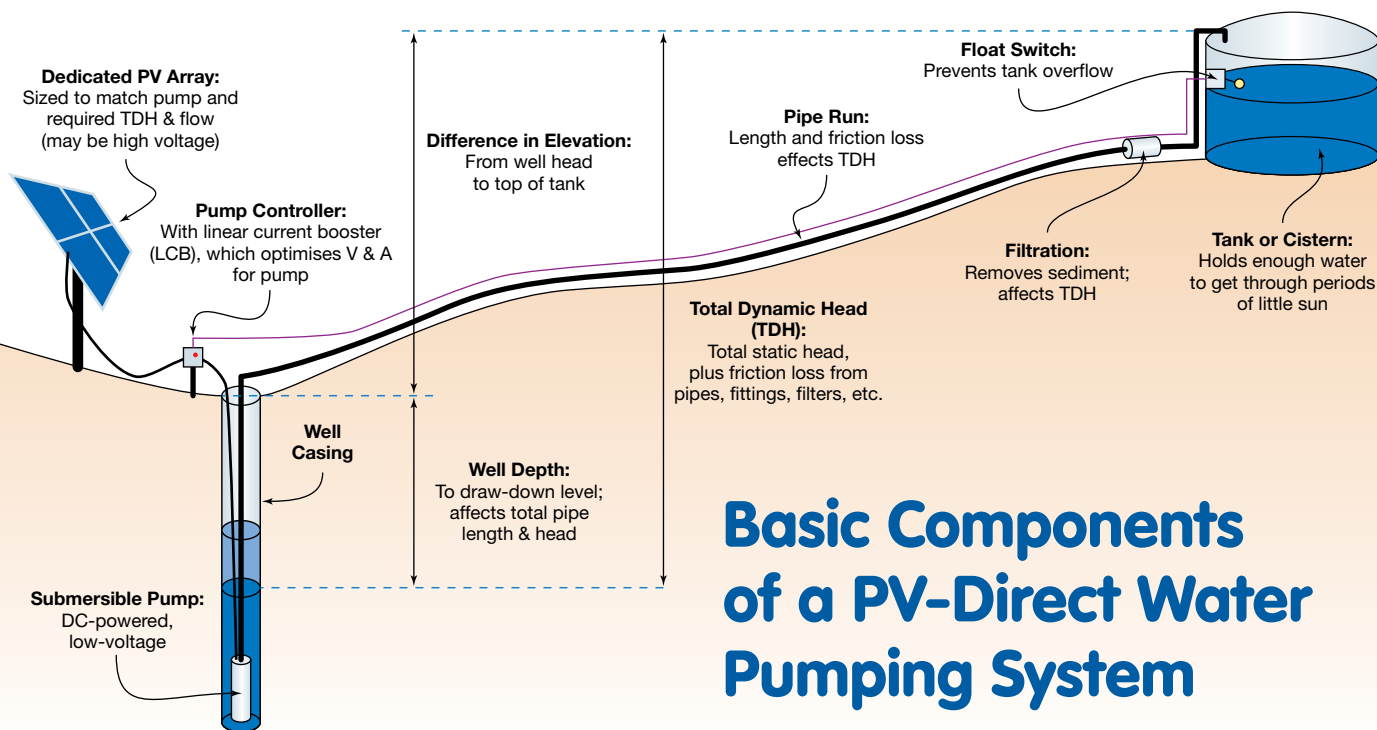 Dedicated PV Array:
Sized to match pump and
required TDH & flow
(may be high voltage)
Pump Controller:
With linear current booster
(LCB), which optimises V & A
for pump
Difference in Elevation:
From well head
to top of tank
Pipe Run:
Length and friction loss
effects TDH
Float Switch:
Prevents tank overflow
Filtration:
Removes sediment;
affects TDH
Tank or Cistern:
Holds enough water
to get through periods
of little sun
Total Dynamic Head
(TDH):
Total static head,
plus friction loss from
pipes, fittings, filters, etc.
Well
Casing
Well Depth:
To draw-down level;
affects total pipe
length & head
Submersible Pump:
DC-powered,
low-voltage
Basic Components
of a PV-Direct Water
Pumping System